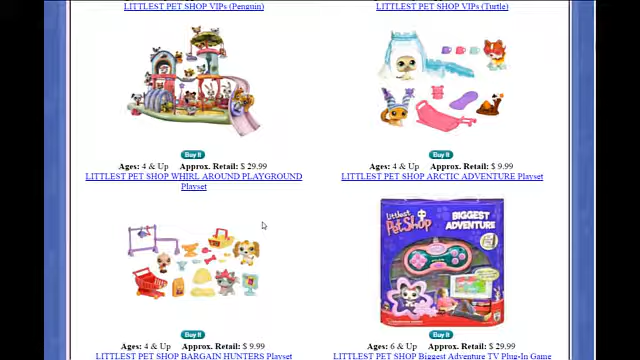 LITTLEST PET SHOP VIPs (Penguin)
LITTLEST PET SHOP VIPs (Turtle)
Buy It
Ages: 4 & Up Approx. Retail: $ 29.99
LITTLEST PET SHOP WHIRL AROUND PLAYGROUND
Playset
Buy It
Ages: 4 & Up Approx. Retail: $ 9.99
LITTLEST PET SHOP ARCTIC ADVENTURE Playset
Littlest
PetShop
BIGGEST
ADVENTURE
Buy It
Ages: 4 & Up Approx. Retail: $ 9.99
LITTLEST PET SHOP BARGAIN HUNTERS Playset
Buy It
Ages: 6 & Up Approx. Retail: $ 29.99
LITTLEST PET SHOP Biggest Adventure TV Plug-In Game